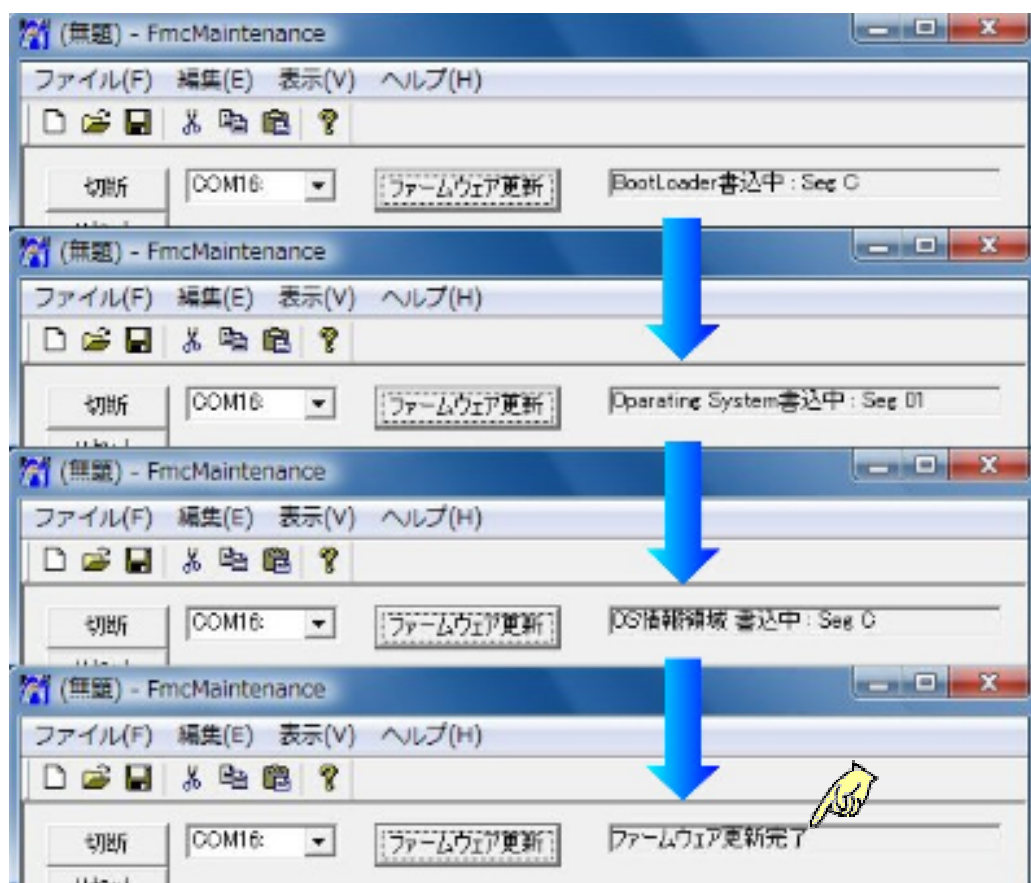 (無題) - FmcMaintenance
ファイル(F) 編集(E) 表示(V) ヘルプ(H)
切断 COM16: ファームウェア更新 BootLoader書込中 : Seg C
(無題) - FmcMaintenance
ファイル(F) 編集(E) 表示(V) ヘルプ(H)
切断 COM16: ファームウェア更新 Oparating System書込中 : Seg 01
(無題) - FmcMaintenance
ファイル(F) 編集(E) 表示(V) ヘルプ(H)
切断 COM16: ファームウェア更新 OS情報領域 書込中 : Seg C
(無題) - FmcMaintenance
ファイル(F) 編集(E) 表示(V) ヘルプ(H)
切断 COM16: ファームウェア更新 ファームウェア更新完了